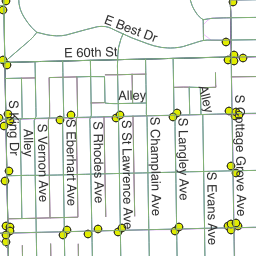 E Best Dr
E 60th St
Alley
Alley
S King Dr
Alley
S Vernon Ave
S Eberhart Ave
S Rhodes Ave
S St Lawrence Ave
S Champlain Ave
S Langley Ave
S Evans Ave
S Cottage Grove Ave